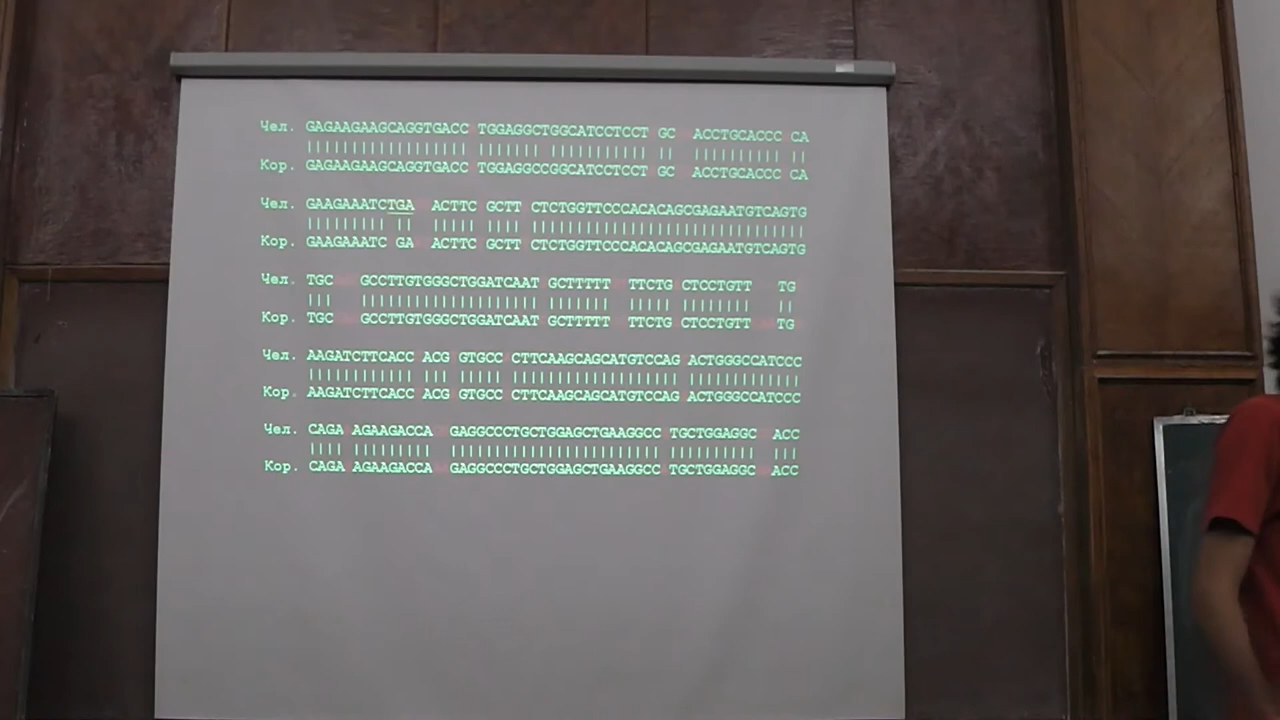 Чел. GAGAAGAAGCAGGTGACC TGGAGGCTGGCATCCTCCT GC ACCTGCACCC CA
|||||||||||||||||| |||||||| ||||||||||| || |||||||||| ||
Кор. GAGAAGAAGCAGGTGACC TGGAGGCCGGCATCCTCCT GC ACCTGCACCC CA
Чел. GAAGAAATCTGA ACTTC GCTT CTCTGGTTCCCACACAGCGAGAATGTCAGTG
||||||||| || ||||| |||| |||||||||||||||||||||||||||||||
Кор. GAAGAAATC GA ACTTC GCTT CTCTGGTTCCCACACAGCGAGAATGTCAGTG
Чел. TGC GCCTTGTGGGCTGGATCAAT GCTTTTT TTCTG CTCCTGTT TG
||| |||||||||||||||||||| ||||||| ||||| |||||||| ||
Кор. TGC GCCTTGTGGGCTGGATCAAT GCTTTTT TTCTG CTCCTGTT TG
Чел. AAGATCTTCACC ACG GTGCC CTTCAAGCAGCATGTCCAG ACTGGGCCATCCC
|||||||||||| ||| ||||| ||||||||||||||||||| |||||||||||||
Кор. AAGATCTTCACC ACG GTGCC CTTCAAGCAGCATGTCCAG ACTGGGCCATCCC
Чел. CAGA AGAAGACCA GAGGCCCTGCTGGAGCTGAAGGCC TGCTGGAGGC ACC
|||| ||||||||| |||||||||||||||||||||||| |||||||||| |||
Кор. CAGA AGAAGACCA GAGGCCCTGCTGGAGCTGAAGGCC TGCTGGAGGC ACC